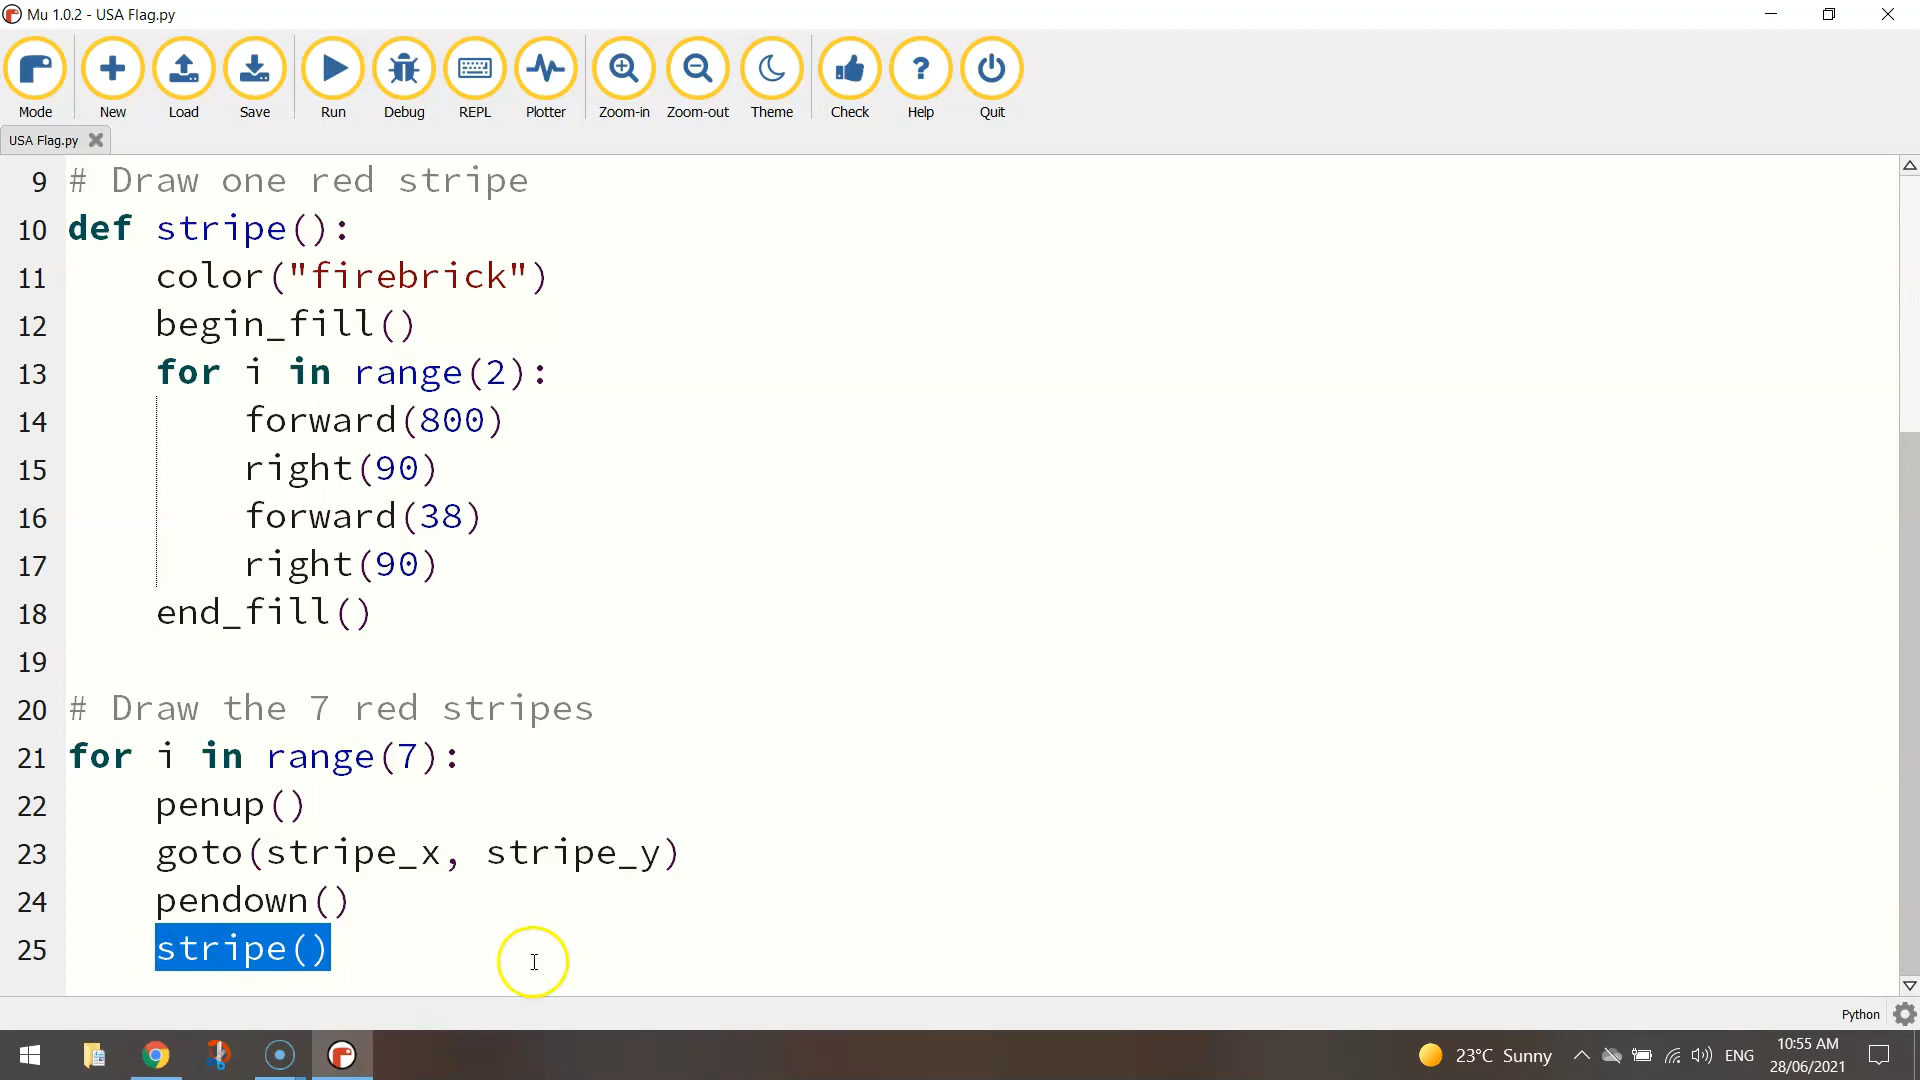 Mu 1.0.2 - USA Flag.py
Mode New Load Save Run Debug REPL Plotter Zoom-in Zoom-out Theme Check Help Quit
USA Flag.py
9 # Draw one red stripe
10 def stripe():
11     color("firebrick")
12     begin_fill()
13     for i in range(2):
14         forward(800)
15         right(90)
16         forward(38)
17         right(90)
18     end_fill()
19
20 # Draw the 7 red stripes
21 for i in range(7):
22     penup()
23     goto(stripe_x, stripe_y)
24     pendown()
25     stripe()
Python
23°C Sunny ENG 10:55 AM
28/06/2021